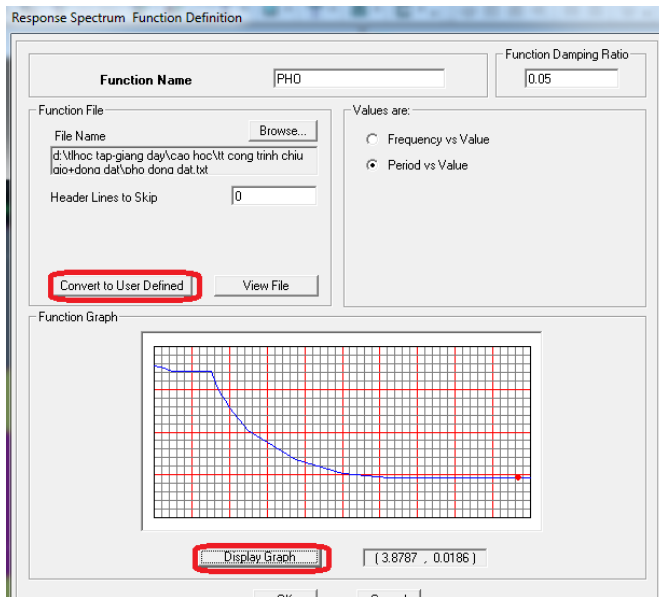 Response Spectrum Function Definition
Function Damping Ratio
Function Name
PHO
0.05
Function File
Values are:
File Name
Browse...
d:\tlhoc tap-giang day\cao hoc\tt cong trinh chiu
gio+dong dat\pho dong dat.txt
Header Lines to Skip
0
Frequency vs Value
Period vs Value
Convert to User Defined
View File
Function Graph
Display Graph
( 3.8787 , 0.0186 )